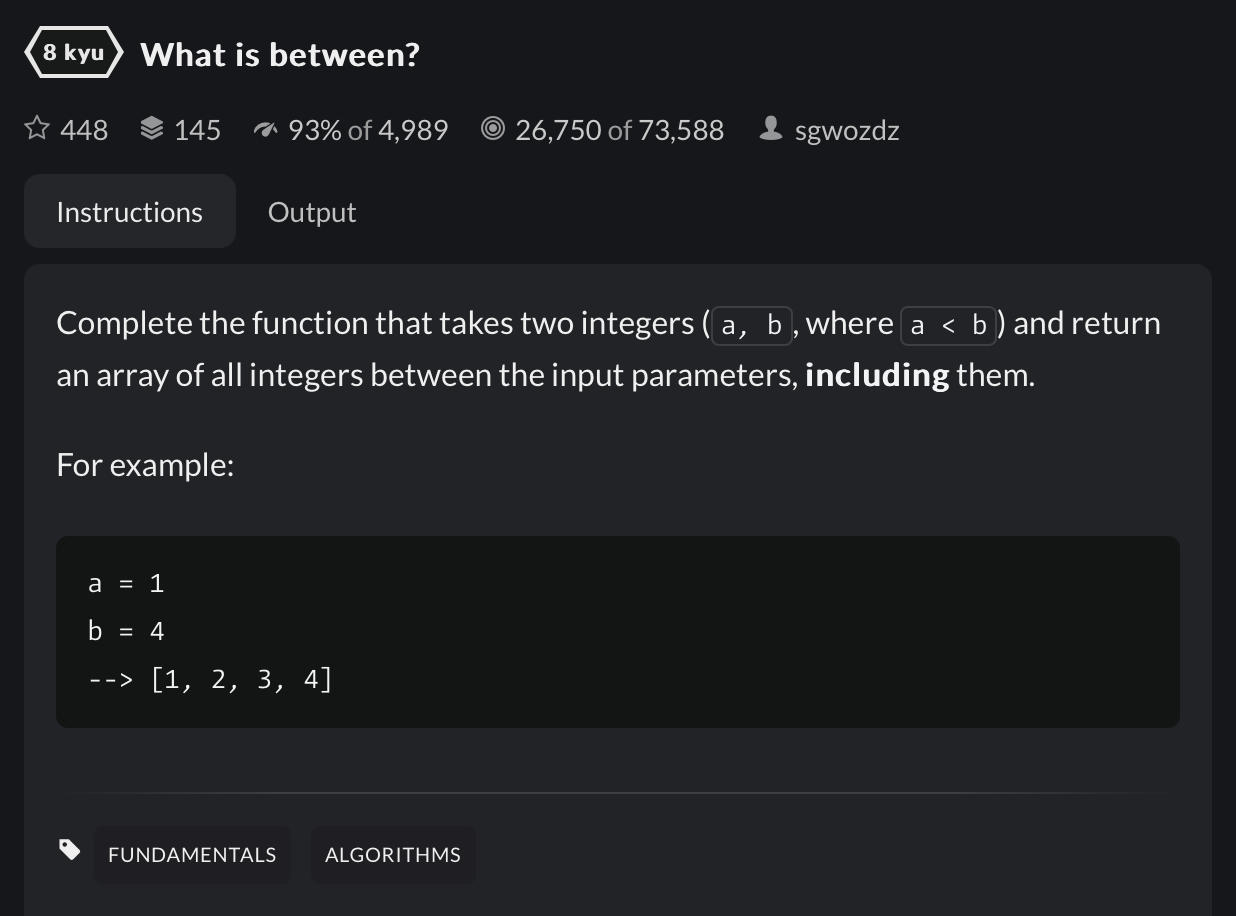 8 kyu What is between?
448 145 93% of 4,989 26,750 of 73,588 sgwozdz
Instructions Output
Complete the function that takes two integers (a, b, where a < b) and return
an array of all integers between the input parameters, including them.
For example:
a = 1
b = 4
--> [1, 2, 3, 4]
FUNDAMENTALS ALGORITHMS